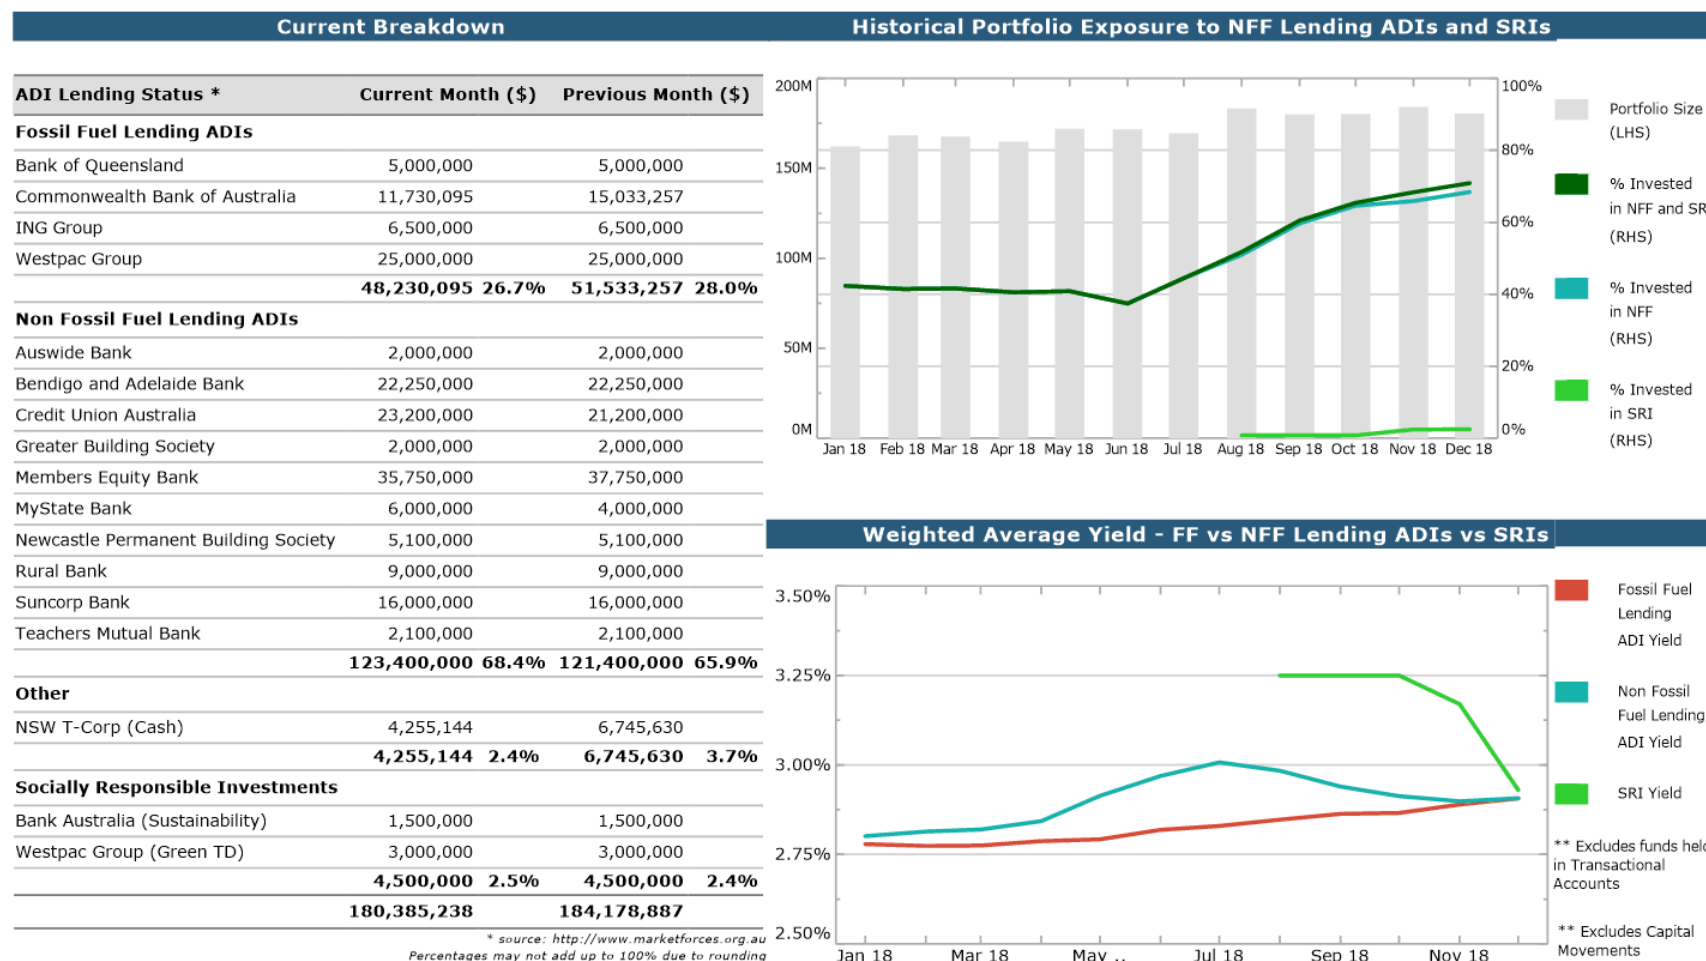 Current Breakdown
ADI Lending Status * Current Month ($) Previous Month ($)
Fossil Fuel Lending ADIs
Bank of Queensland 5,000,000 5,000,000
Commonwealth Bank of Australia 11,730,095 15,033,257
ING Group 6,500,000 6,500,000
Westpac Group 25,000,000 25,000,000
48,230,095 26.7% 51,533,257 28.0%
Non Fossil Fuel Lending ADIs
Auswide Bank 2,000,000 2,000,000
Bendigo and Adelaide Bank 22,250,000 22,250,000
Credit Union Australia 23,200,000 21,200,000
Greater Building Society 2,000,000 2,000,000
Members Equity Bank 35,750,000 37,750,000
MyState Bank 6,000,000 4,000,000
Newcastle Permanent Building Society 5,100,000 5,100,000
Rural Bank 9,000,000 9,000,000
Suncorp Bank 16,000,000 16,000,000
Teachers Mutual Bank 2,100,000 2,100,000
123,400,000 68.4% 121,400,000 65.9%
Other
NSW T-Corp (Cash) 4,255,144 6,745,630
4,255,144 2.4% 6,745,630 3.7%
Socially Responsible Investments
Bank Australia (Sustainability) 1,500,000 1,500,000
Westpac Group (Green TD) 3,000,000 3,000,000
4,500,000 2.5% 4,500,000 2.4%
180,385,238 184,178,887
* source: http://www.marketforces.org.au
Percentages may not add up to 100% due to rounding
Historical Portfolio Exposure to NFF Lending ADIs and SRIs
200M 100%
80%
150M
60%
100M
40%
50M
20%
0M 0%
Jan 18 Feb 18 Mar 18 Apr 18 May 18 Jun 18 Jul 18 Aug 18 Sep 18 Oct 18 Nov 18 Dec 18
Portfolio Size
(LHS)
% Invested
in NFF and SR
(RHS)
% Invested
in NFF
(RHS)
% Invested
in SRI
(RHS)
Weighted Average Yield - FF vs NFF Lending ADIs vs SRIs
3.50%
3.25%
3.00%
2.75%
2.50%
Jan 18 Mar 18 May .. Jul 18 Sep 18 Nov 18
Fossil Fuel
Lending
ADI Yield
Non Fossil
Fuel Lending
ADI Yield
SRI Yield
** Excludes funds held
in Transactional
Accounts
** Excludes Capital
Movements